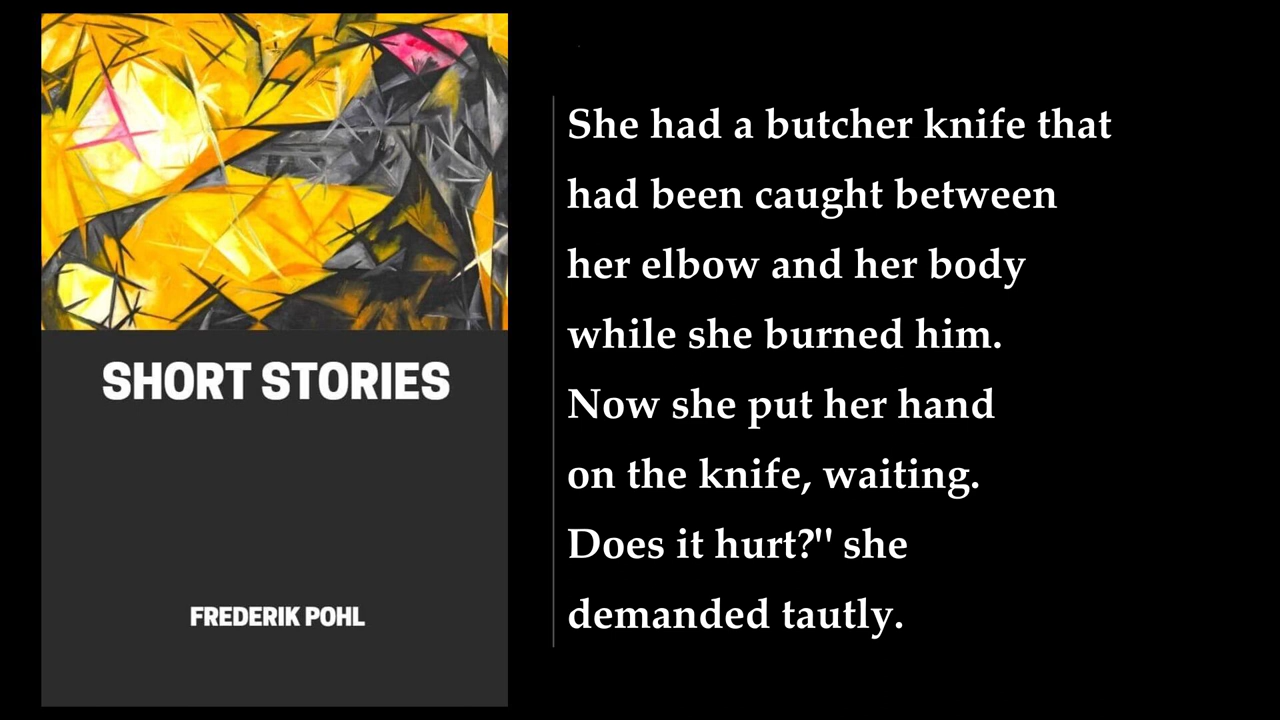 SHORT STORIES
FREDERIK POHL
She had a butcher knife that
had been caught between
her elbow and her body
while she burned him.
Now she put her hand
on the knife, waiting.
Does it hurt?" she
demanded tautly.